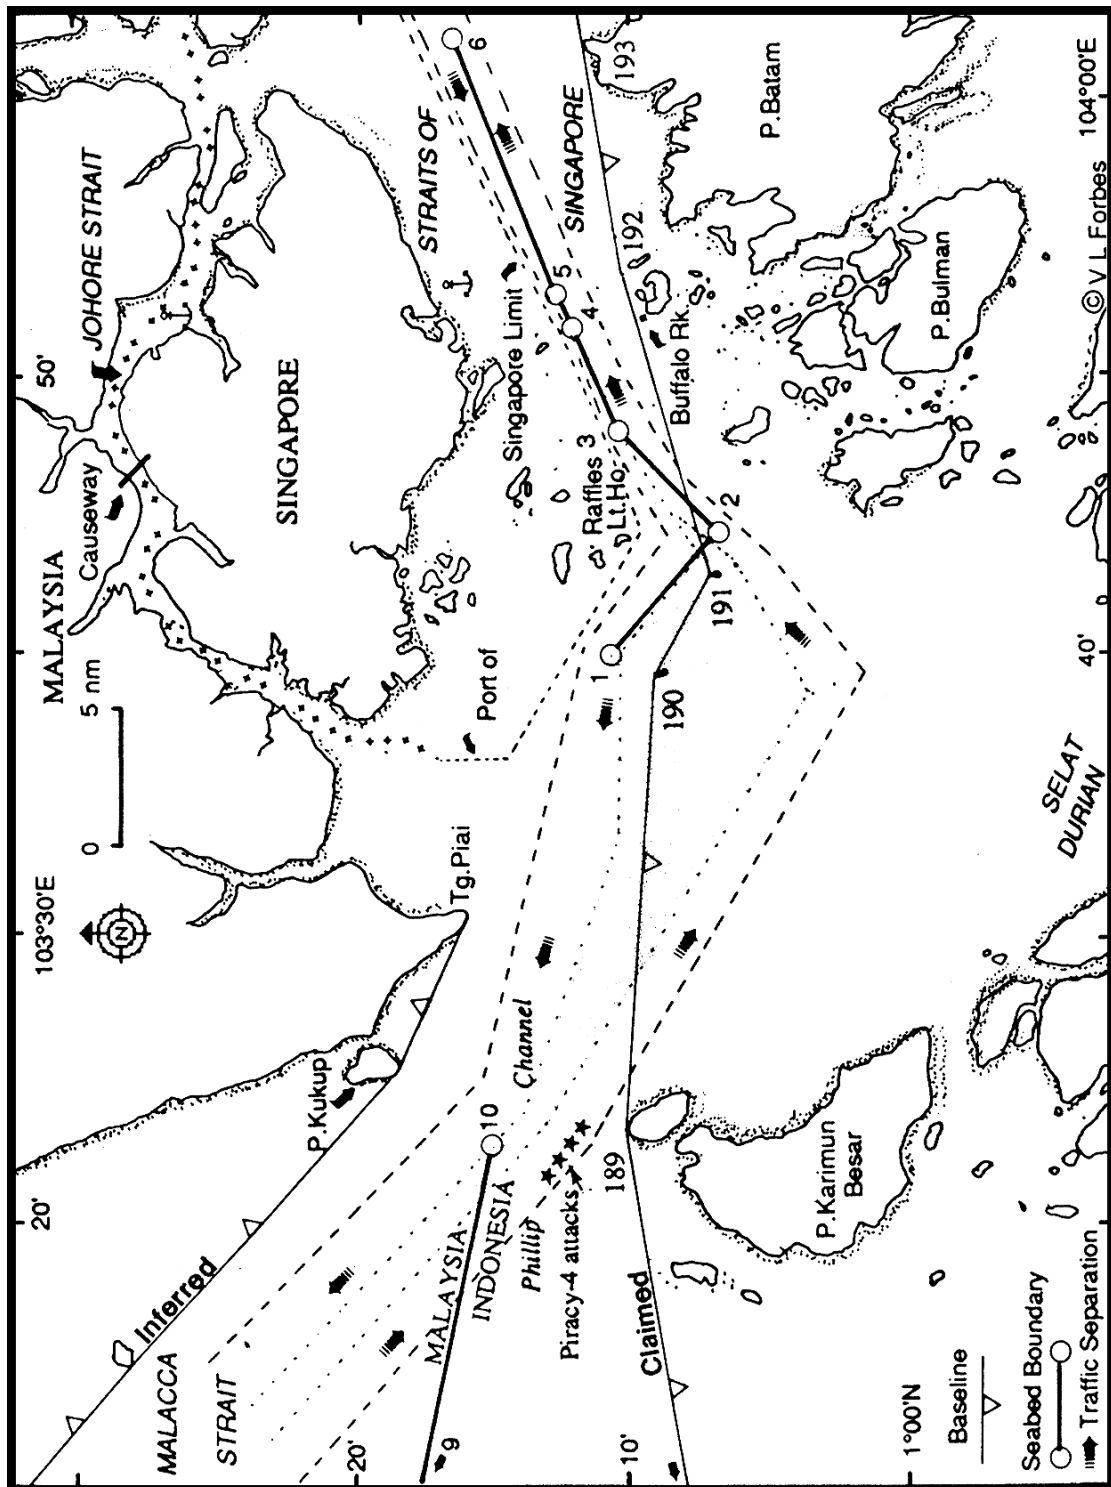 103°30'E
20'
40'
50'
104°00'E
MALAYSIA
0 5 nm
Causeway
JOHORE STRAIT
N
SINGAPORE
P.Kukup
Tg.Piai
Port of
Singapore Limit
STRAITS OF
SINGAPORE
Inferred
MALACCA
STRAIT
MALAYSIA
INDONESIA
Phillip
Channel
Piracy-4 attacks
Claimed
9
10
1
2
3
4
5
6
Raffles
Lt.Ho.
Buffalo Rk.
189
190
191
192
193
P.Batam
P.Bulman
P.Karimun
Besar
SELAT
DURIAN
20'
10'
1°00'N
Baseline
Seabed Boundary
Traffic Separation
© V L Forbes